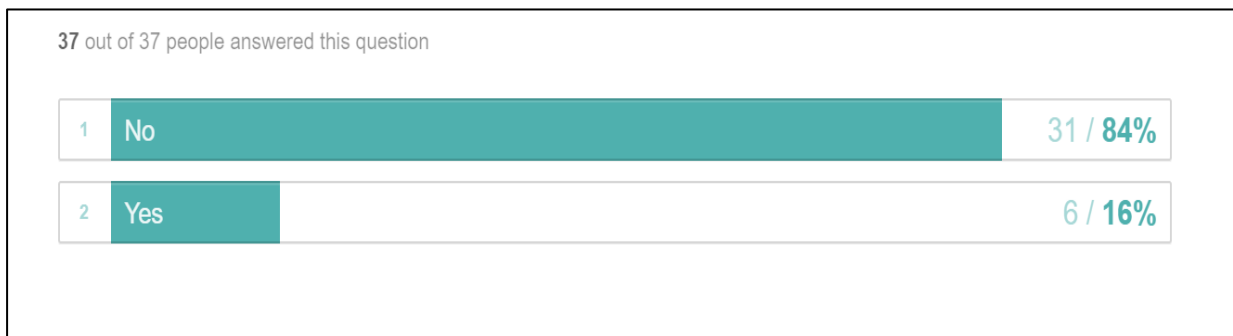 37 out of 37 people answered this question
1 No 31 / 84%
2 Yes 6 / 16%